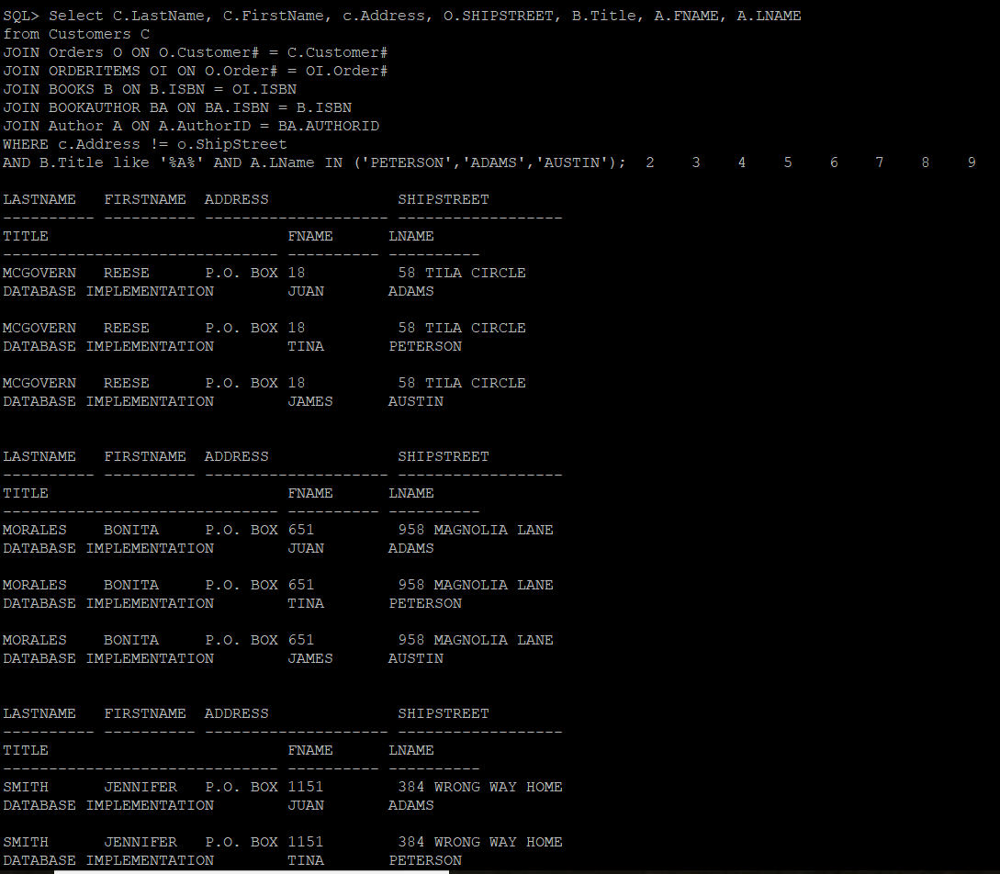 SQL> Select C.LastName, C.FirstName, c.Address, O.SHIPSTREET, B.Title, A.FNAME, A.LNAME
from Customers C
JOIN Orders O ON O.Customer# = C.Customer#
JOIN ORDERITEMS OI ON O.Order# = OI.Order#
JOIN BOOKS B ON B.ISBN = OI.ISBN
JOIN BOOKAUTHOR BA ON BA.ISBN = B.ISBN
JOIN Author A ON A.AuthorID = BA.AUTHORID
WHERE c.Address != o.ShipStreet
AND B.Title like '%A%' AND A.LName IN ('PETERSON','ADAMS','AUSTIN');  2    3    4    5    6    7    8    9
LASTNAME   FIRSTNAME  ADDRESS              SHIPSTREET
---------- ---------- -------------------- ------------------
TITLE                          FNAME      LNAME
------------------------------ ---------- ----------
MCGOVERN   REESE      P.O. BOX 18          58 TILA CIRCLE
DATABASE IMPLEMENTATION        JUAN       ADAMS
MCGOVERN   REESE      P.O. BOX 18          58 TILA CIRCLE
DATABASE IMPLEMENTATION        TINA       PETERSON
MCGOVERN   REESE      P.O. BOX 18          58 TILA CIRCLE
DATABASE IMPLEMENTATION        JAMES      AUSTIN
LASTNAME   FIRSTNAME  ADDRESS              SHIPSTREET
---------- ---------- -------------------- ------------------
TITLE                          FNAME      LNAME
------------------------------ ---------- ----------
MORALES    BONITA     P.O. BOX 651         958 MAGNOLIA LANE
DATABASE IMPLEMENTATION        JUAN       ADAMS
MORALES    BONITA     P.O. BOX 651         958 MAGNOLIA LANE
DATABASE IMPLEMENTATION        TINA       PETERSON
MORALES    BONITA     P.O. BOX 651         958 MAGNOLIA LANE
DATABASE IMPLEMENTATION        JAMES      AUSTIN
LASTNAME   FIRSTNAME  ADDRESS              SHIPSTREET
---------- ---------- -------------------- ------------------
TITLE                          FNAME      LNAME
------------------------------ ---------- ----------
SMITH      JENNIFER   P.O. BOX 1151        384 WRONG WAY HOME
DATABASE IMPLEMENTATION        JUAN       ADAMS
SMITH      JENNIFER   P.O. BOX 1151        384 WRONG WAY HOME
DATABASE IMPLEMENTATION        TINA       PETERSON